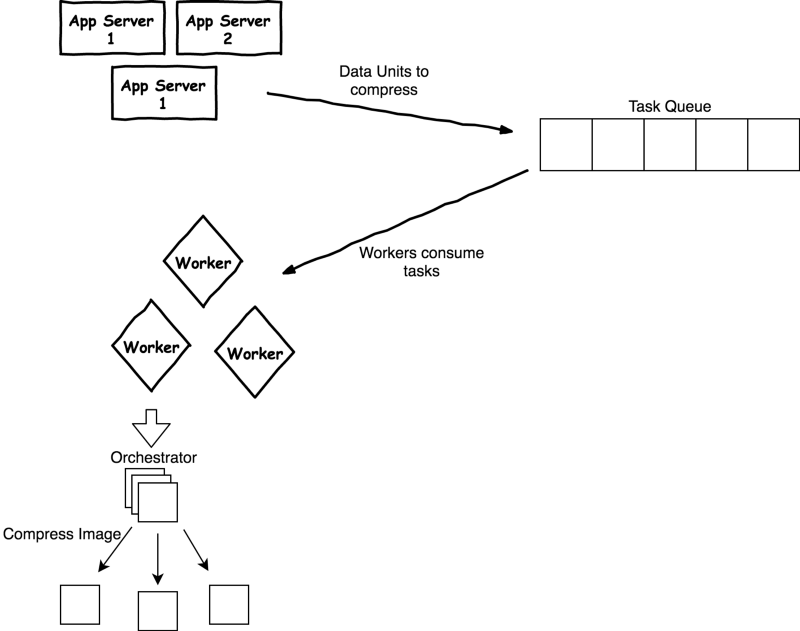 App Server
1
App Server
2
App Server
1
Data Units to
compress
Task Queue
Workers consume
tasks
Worker
Worker
Worker
Orchestrator
Compress Image